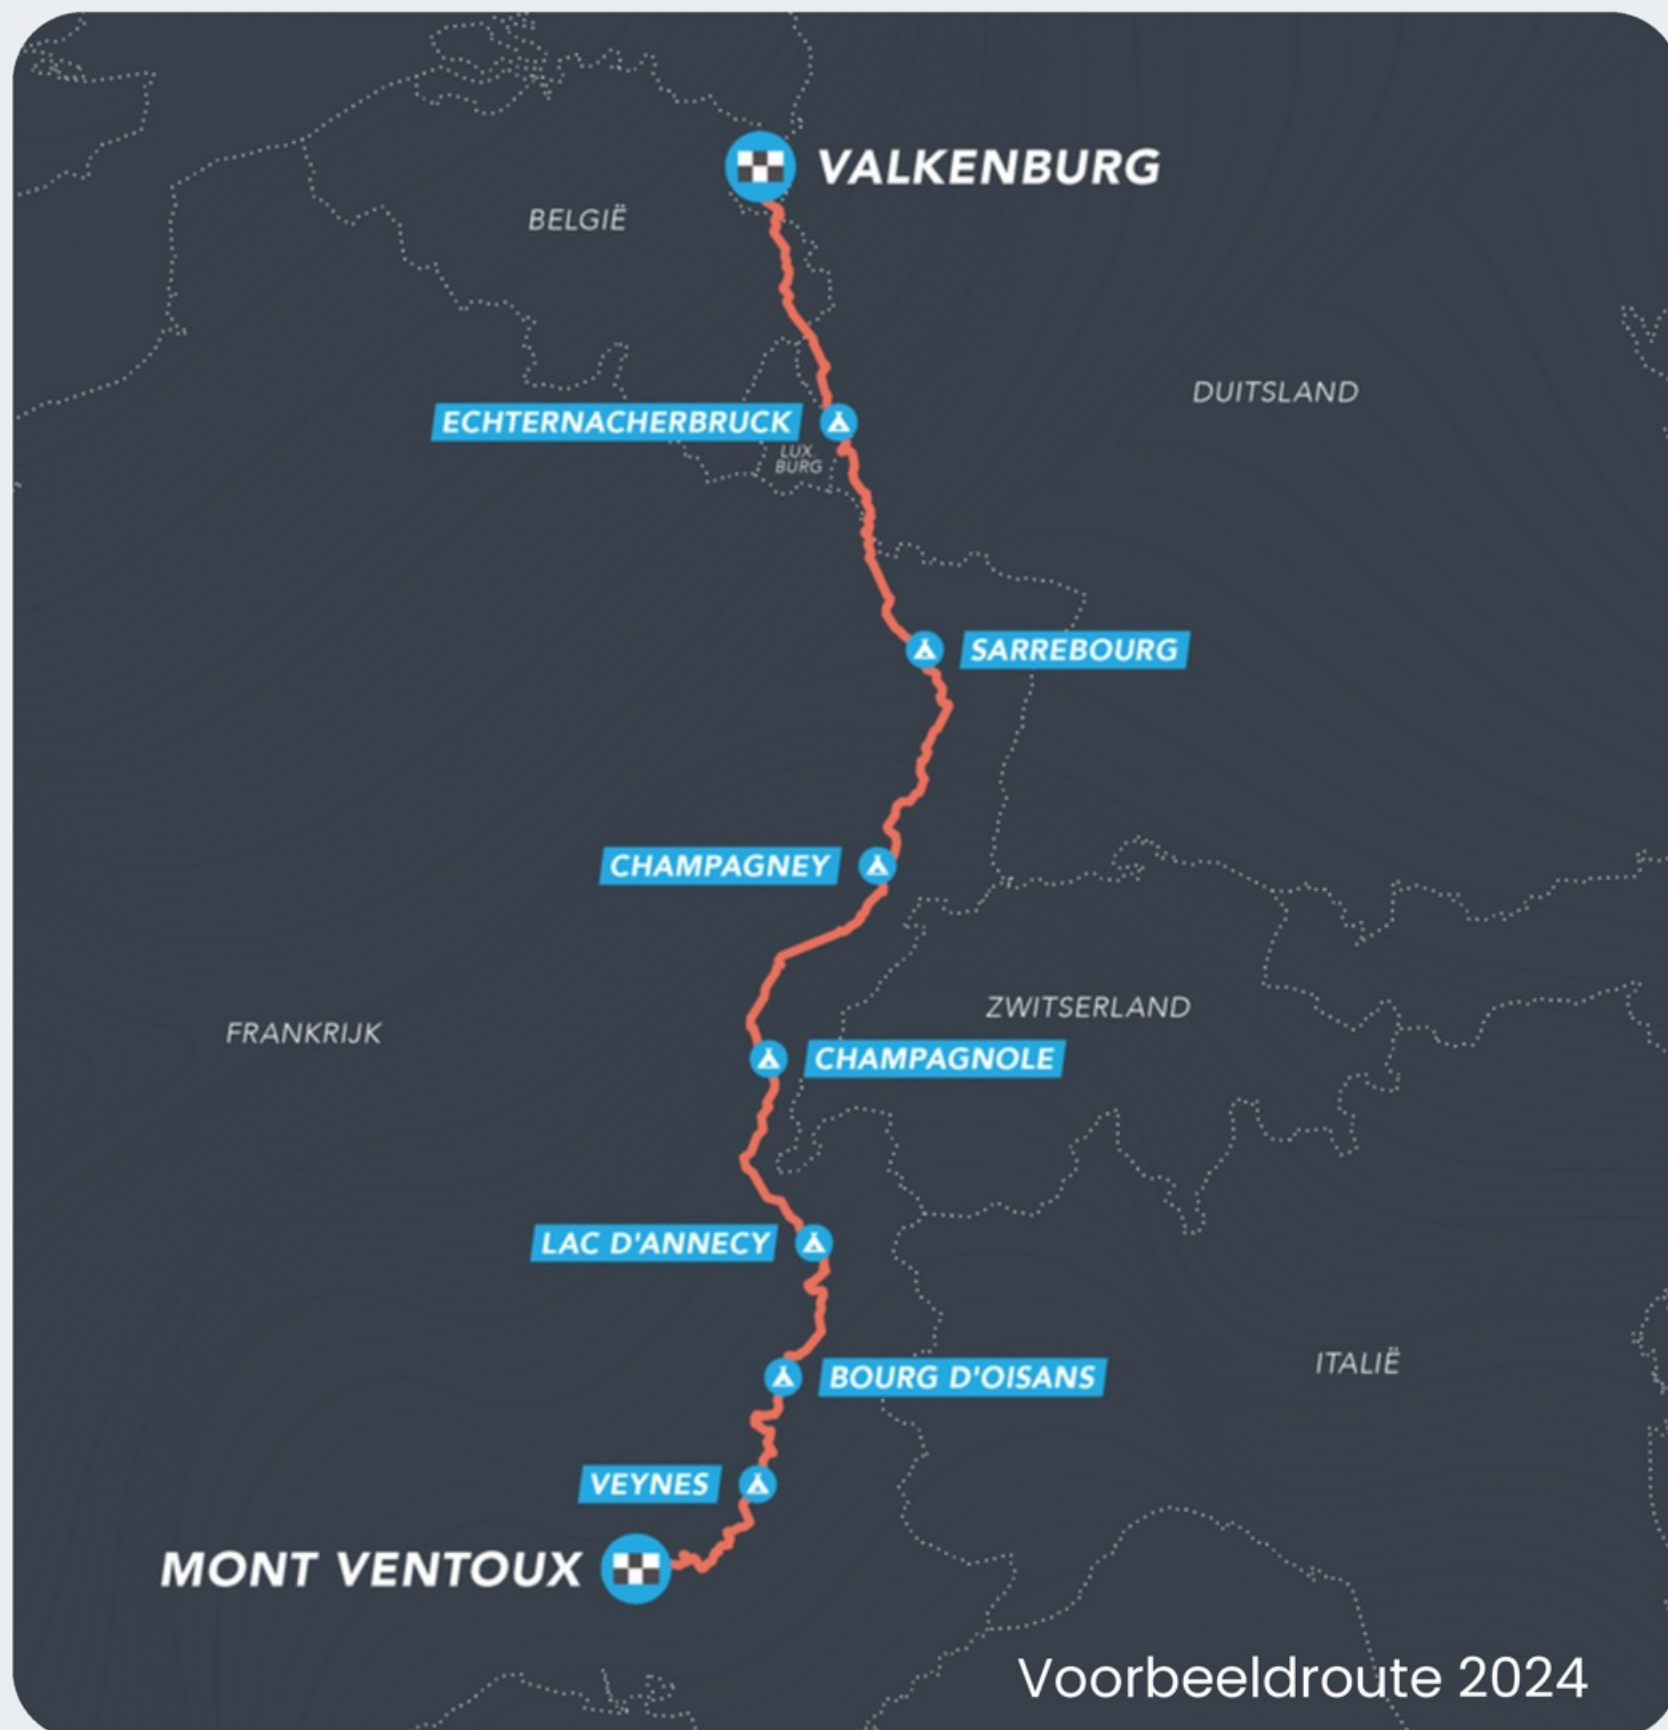 VALKENBURG
BELGIË
DUITSLAND
ECHTERNACHERBRUCK
LUX.
BURG
SARREBOURG
CHAMPAGNEY
ZWITSERLAND
FRANKRIJK
CHAMPAGNOLE
LAC D'ANNECY
ITALIË
BOURG D'OISANS
VEYNES
MONT VENTOUX
Voorbeeldroute 2024